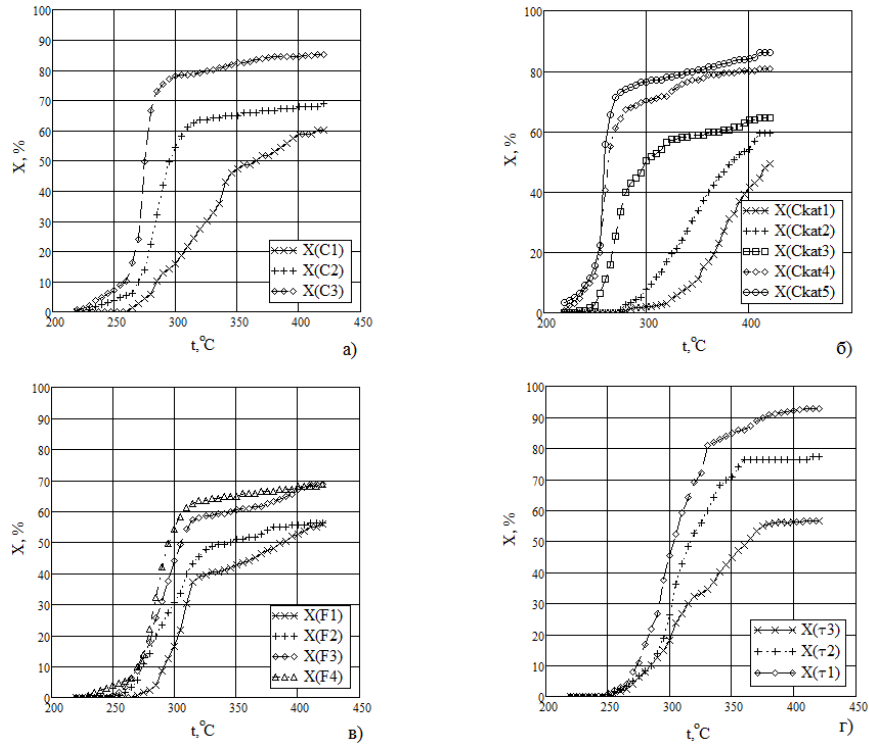 100
90
80
70
60
50
40
30
20
10
0
X, %
200
250
300
350
400
450
t,°C
X(C1)
X(C2)
X(C3)
а)
100
80
60
40
20
0
X, %
200
300
400
t,°C
X(Ckat1)
X(Ckat2)
X(Ckat3)
X(Ckat4)
X(Ckat5)
б)
100
90
80
70
60
50
40
30
20
10
0
X, %
200
250
300
350
400
450
t,°C
X(F1)
X(F2)
X(F3)
X(F4)
в)
100
90
80
70
60
50
40
30
20
10
0
X, %
200
250
300
350
400
450
t,°C
X(τ3)
X(τ2)
X(τ1)
г)